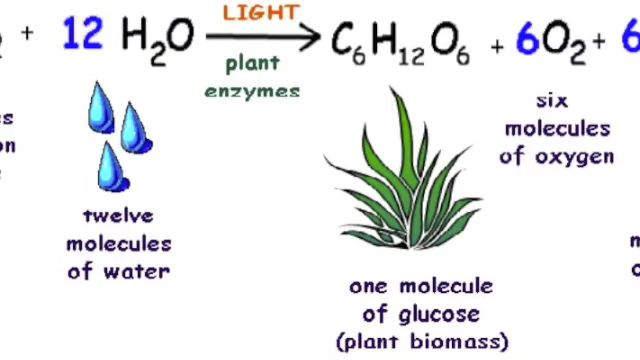 + 12 H₂O LIGHT → C₆H₁₂O₆ + 6O₂ + 6
plant
enzymes
six
molecules
of oxygen
twelve
molecules
of water
one molecule
of glucose
(plant biomass)